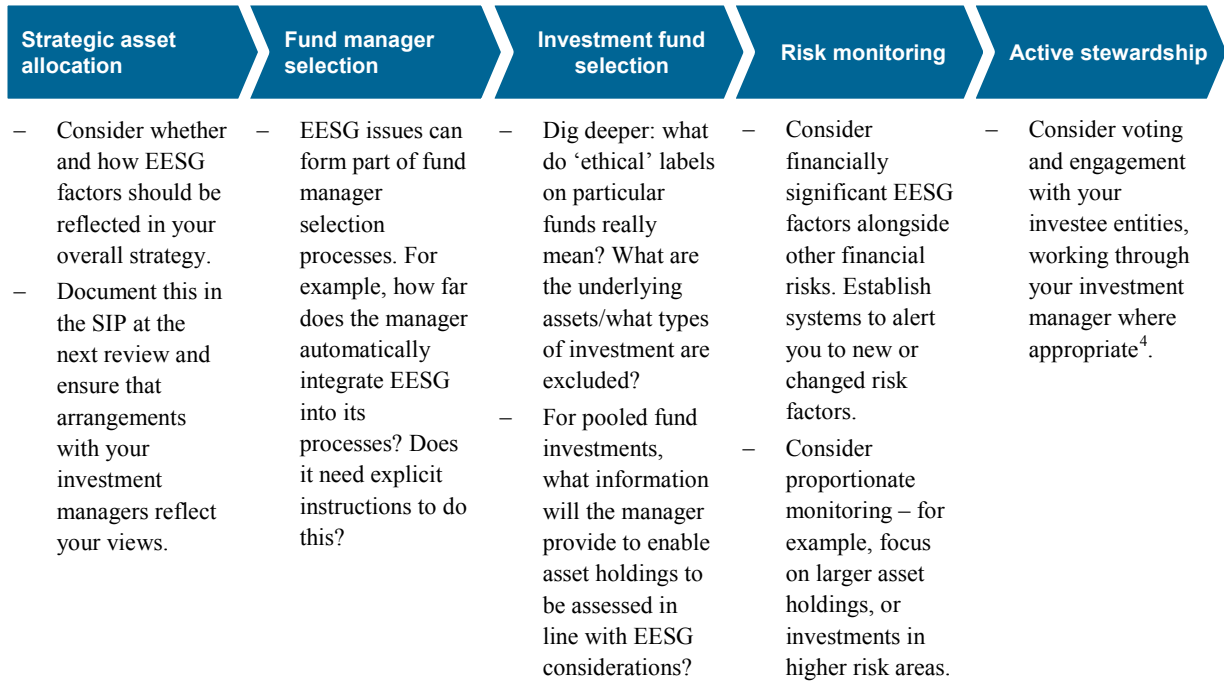 Strategic asset
allocation
Fund manager
selection
Investment fund
selection
Risk monitoring
Active stewardship
– Consider whether
and how EESG
factors should be
reflected in your
overall strategy.
– Document this in
the SIP at the
next review and
ensure that
arrangements
with your
investment
managers reflect
your views.
– EESG issues can
form part of fund
manager
selection
processes. For
example, how far
does the manager
automatically
integrate EESG
into its
processes? Does
it need explicit
instructions to do
this?
– Dig deeper: what
do ‘ethical’ labels
on particular
funds really
mean? What are
the underlying
assets/what types
of investment are
excluded?
– For pooled fund
investments,
what information
will the manager
provide to enable
asset holdings to
be assessed in
line with EESG
considerations?
– Consider
financially
significant EESG
factors alongside
other financial
risks. Establish
systems to alert
you to new or
changed risk
factors.
– Consider
proportionate
monitoring – for
example, focus
on larger asset
holdings, or
investments in
higher risk areas.
– Consider voting
and engagement
with your
investee entities,
working through
your investment
manager where
appropriate⁴.